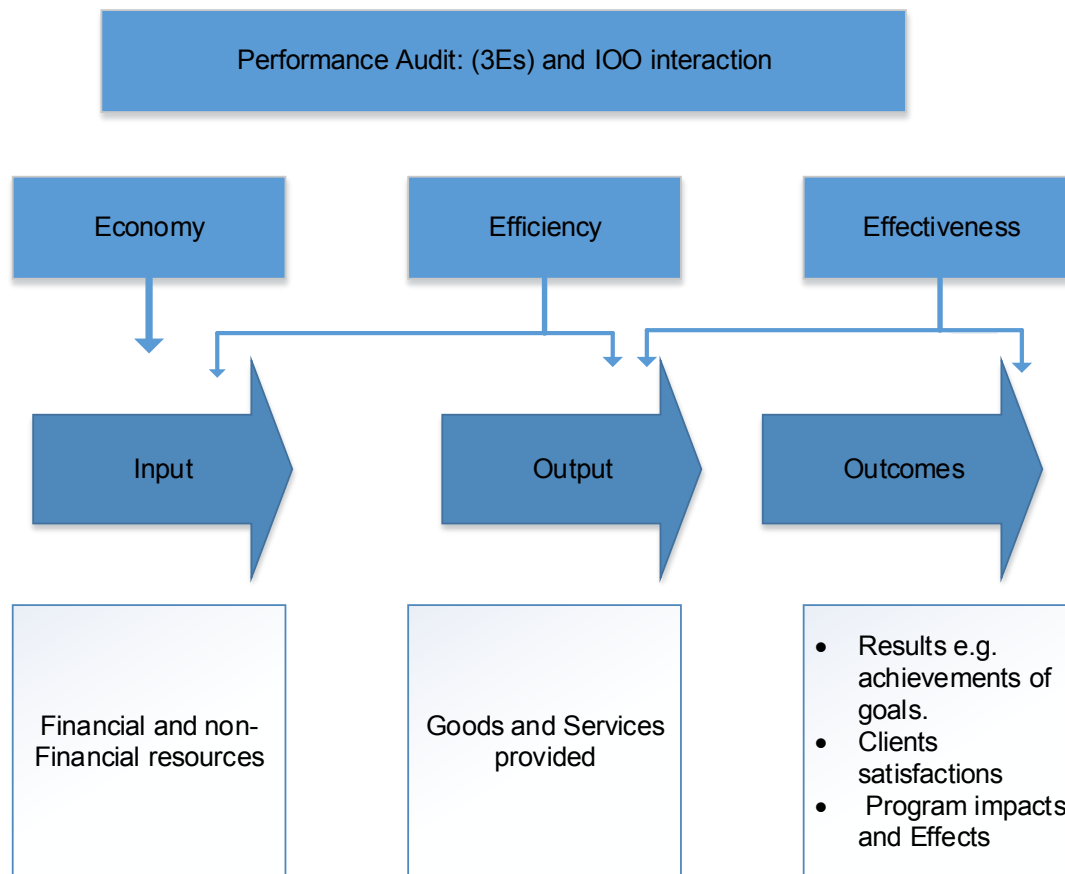 Performance Audit: (3Es) and IOO interaction
Economy
Efficiency
Effectiveness
Input
Output
Outcomes
Financial and non-
Financial resources
Goods and Services
provided
• Results e.g.
achievements of
goals.
• Clients
satisfactions
• Program impacts
and Effects